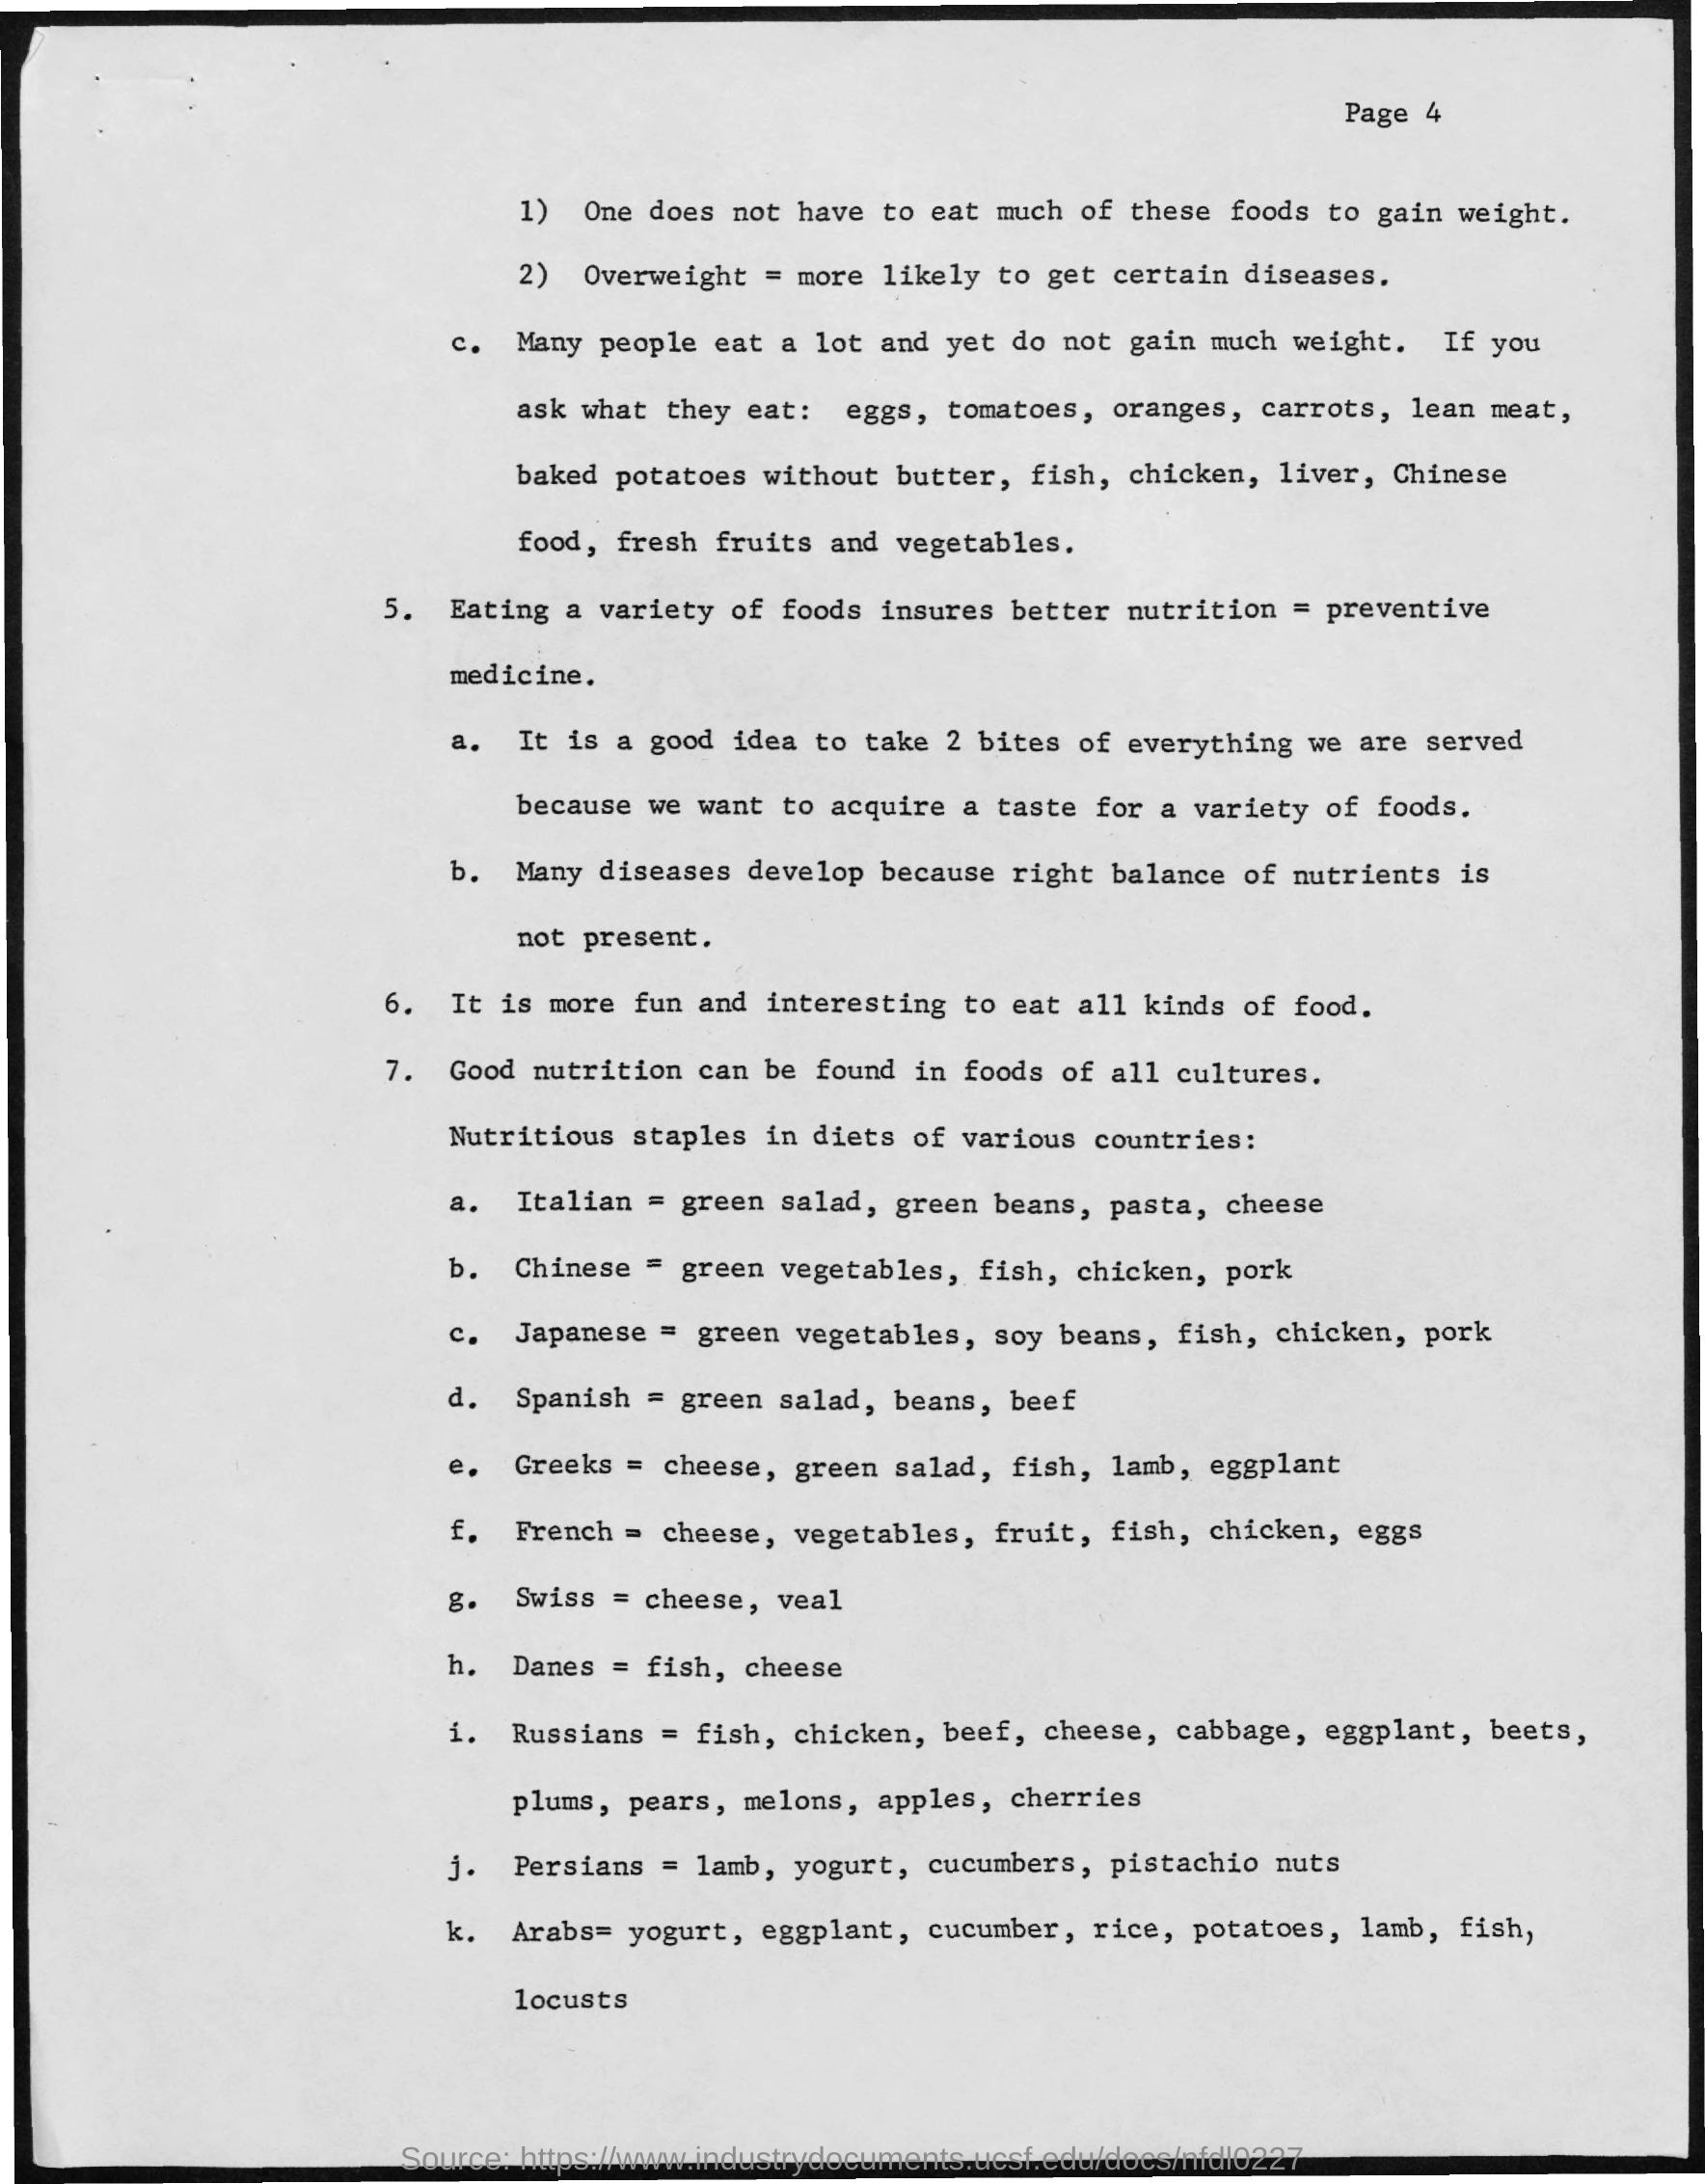 Page 4
1) One does not have to eat much of these foods to gain weight.
2) Overweight = more likely to get certain diseases.
c. Many people eat a lot and yet do not gain much weight. If you
ask what they eat: eggs, tomatoes, oranges, carrots, lean meat,
baked potatoes without butter, fish, chicken, liver, Chinese
food, fresh fruits and vegetables.
5. Eating a variety of foods insures better nutrition = preventive
medicine.
a. It is a good idea to take 2 bites of everything we are served
because we want to acquire a taste for a variety of foods.
b. Many diseases develop because right balance of nutrients is
not present.
6. It is more fun and interesting to eat all kinds of food.
7. Good nutrition can be found in foods of all cultures.
Nutritious staples in diets of various countries:
a. Italian = green salad, green beans, pasta, cheese
b. Chinese = green vegetables, fish, chicken, pork
c. Japanese = green vegetables, soy beans, fish, chicken, pork
d. Spanish = green salad, beans, beef
e. Greeks = cheese, green salad, fish, lamb, eggplant
f. French = cheese, vegetables, fruit, fish, chicken, eggs
g. Swiss = cheese, veal
h. Danes = fish, cheese
i. Russians = fish, chicken, beef, cheese, cabbage, eggplant, beets,
plums, pears, melons, apples, cherries
j. Persians = lamb, yogurt, cucumbers, pistachio nuts
k. Arabs= yogurt, eggplant, cucumber, rice, potatoes, lamb, fish,
locusts
Source: https://www.industrydocuments.ucsf.edu/docs/nfdl0227